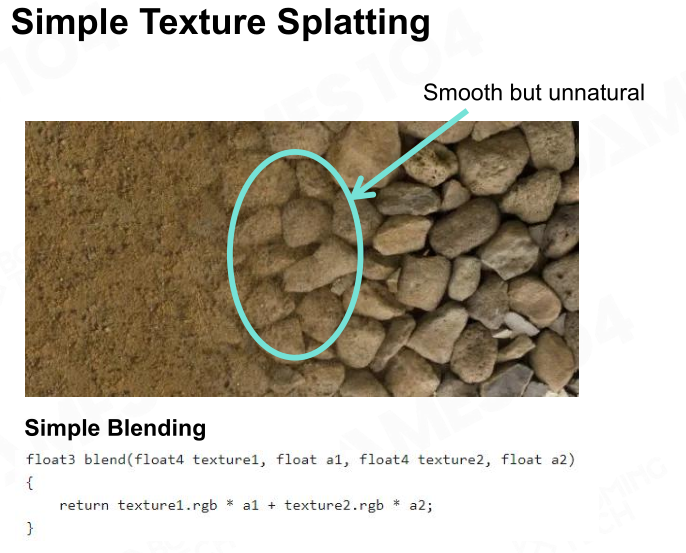 Simple Texture Splatting
Smooth but unnatural
Simple Blending
float3 blend(float4 texture1, float a1, float4 texture2, float a2)
{
    return texture1.rgb * a1 + texture2.rgb * a2;
}